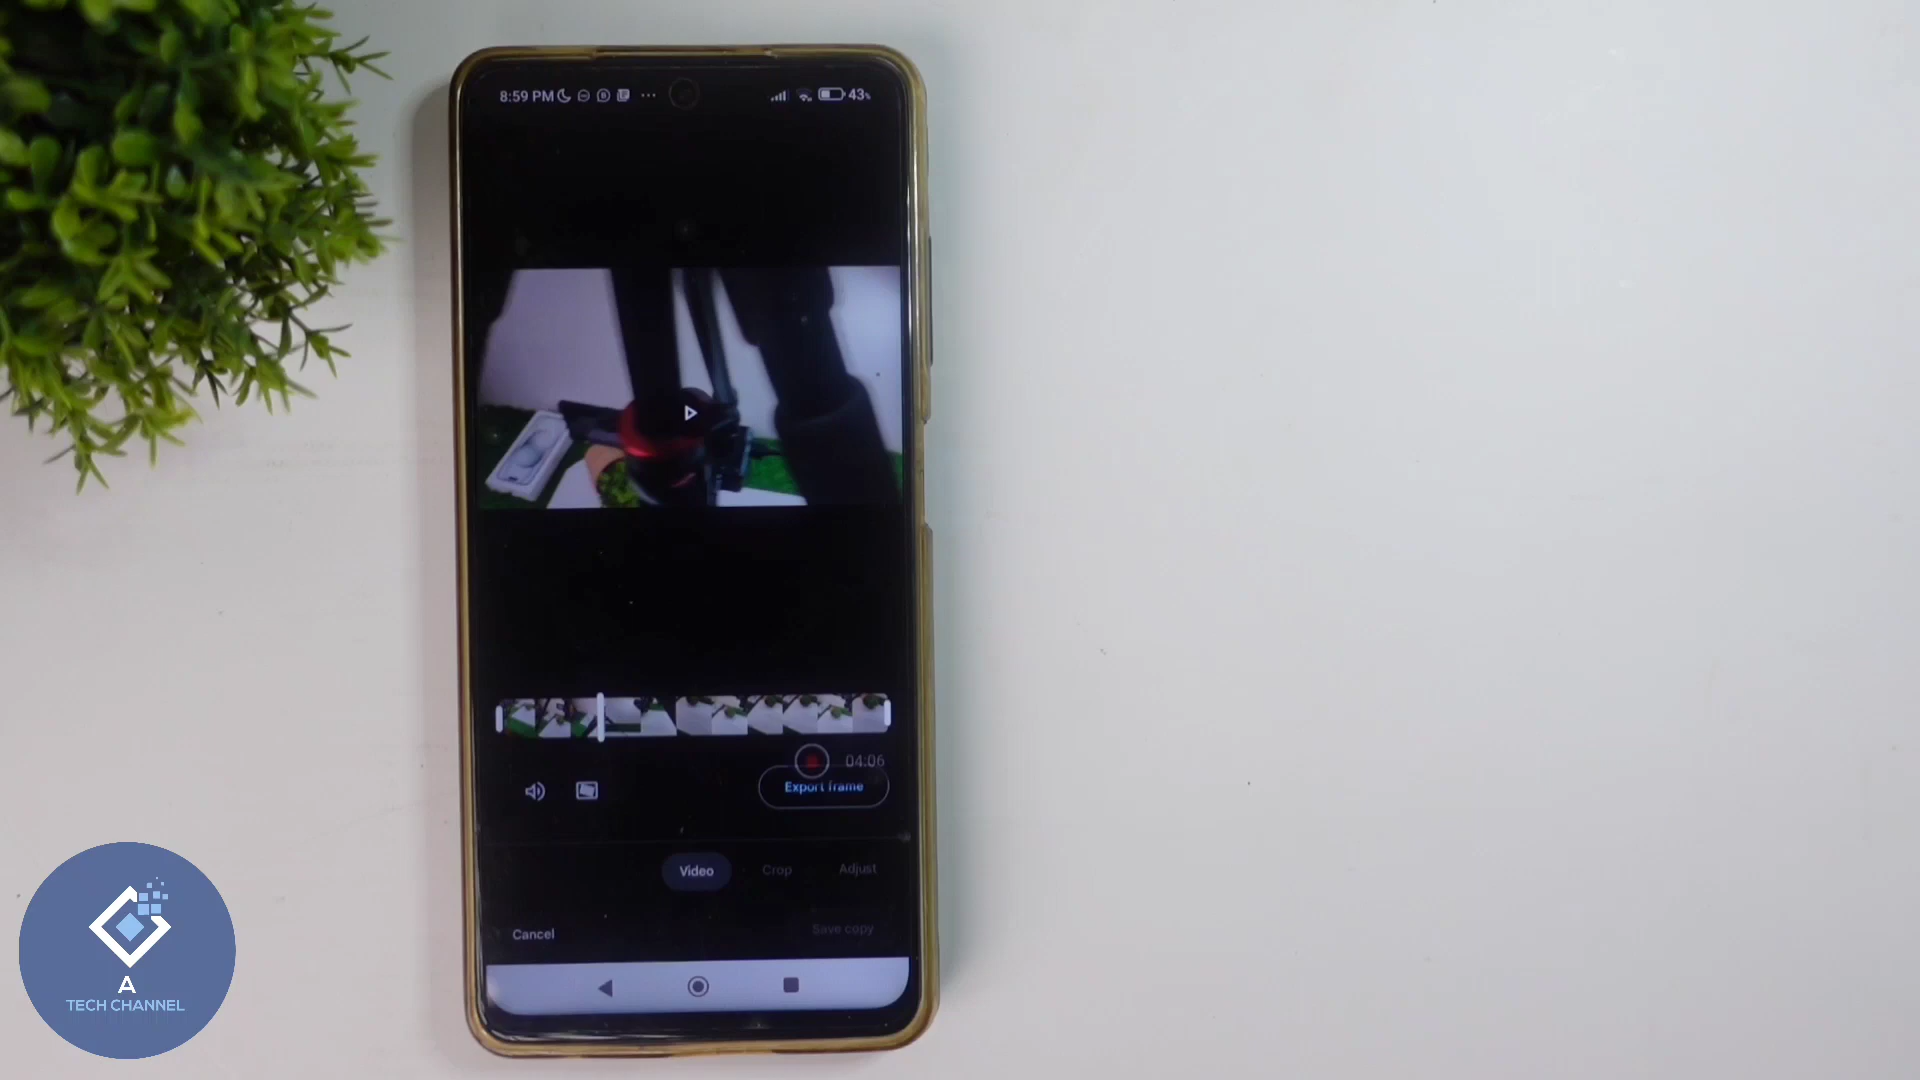 8:59 PM
43%
04:06
Export frame
Video
Crop
Adjust
Cancel
Save copy
A
TECH CHANNEL